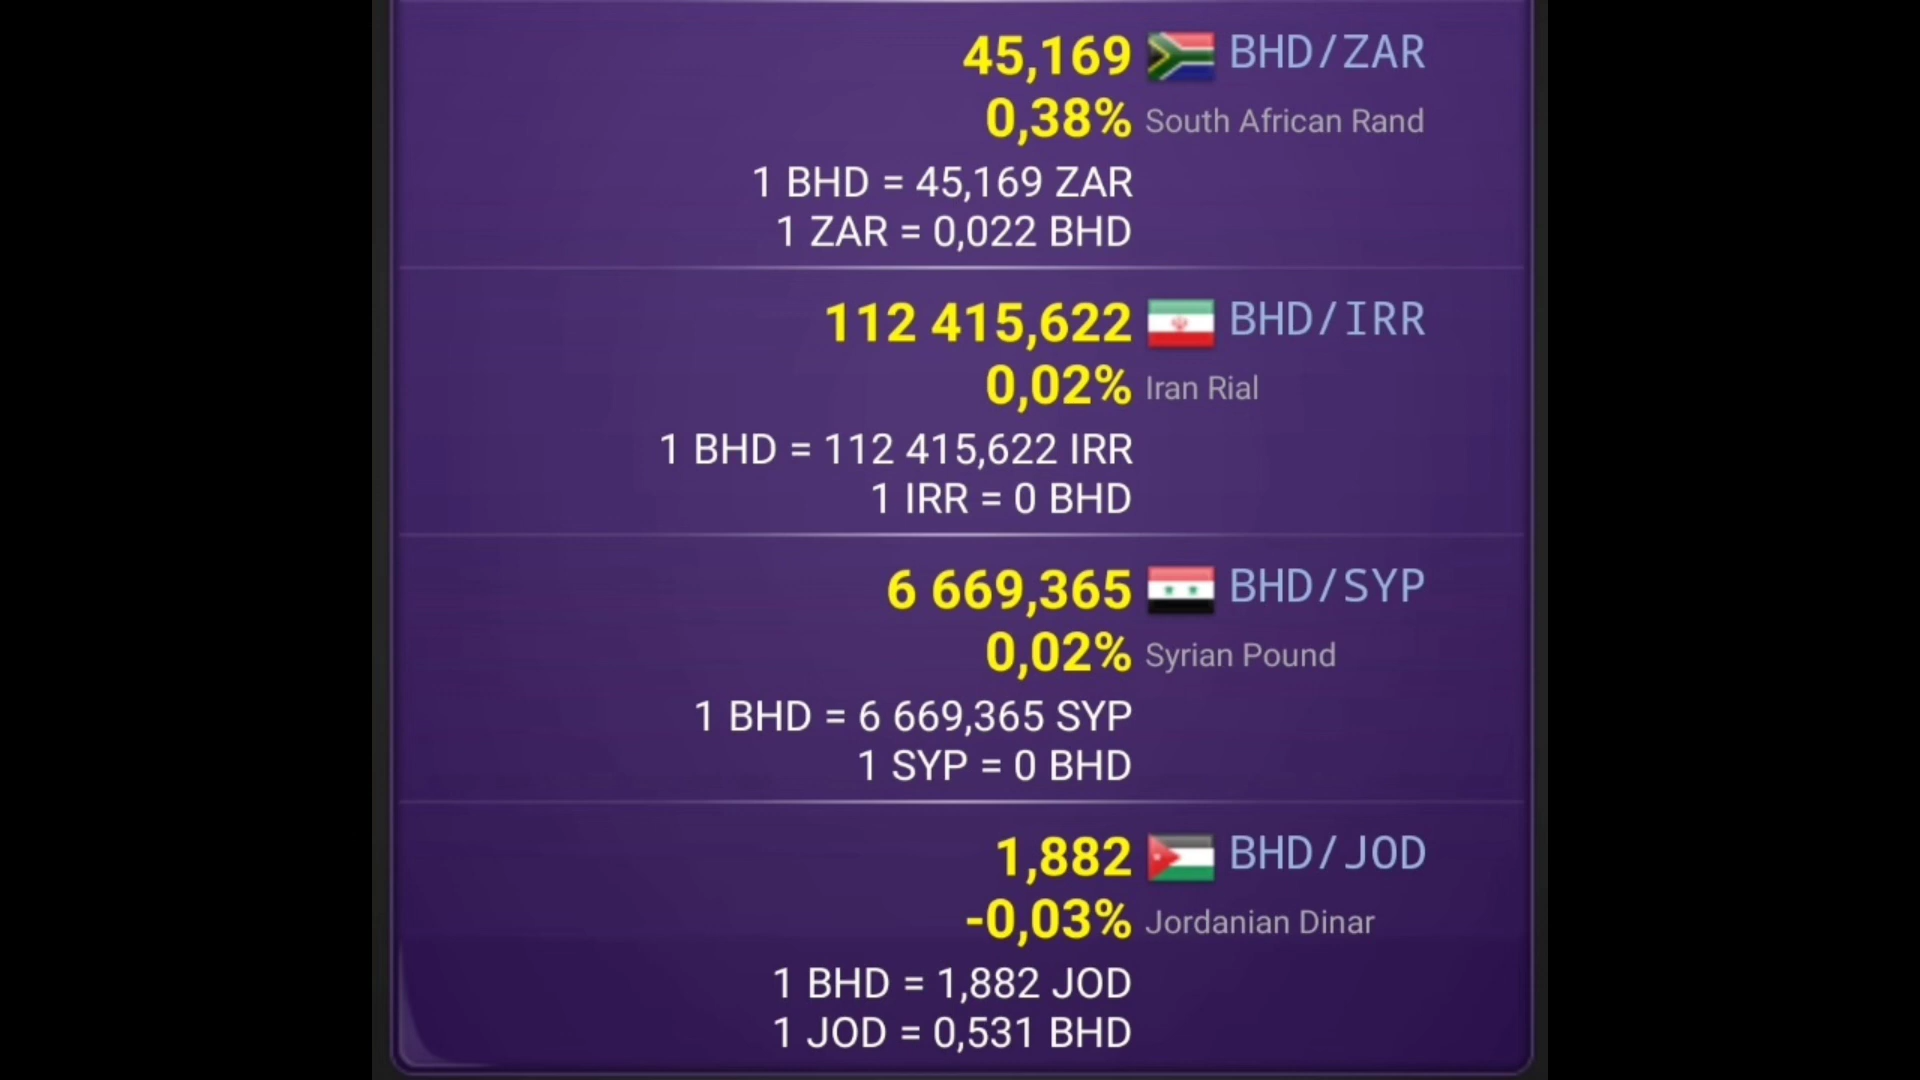 45,169 BHD/ZAR
0,38% South African Rand
1 BHD = 45,169 ZAR
1 ZAR = 0,022 BHD
112 415,622 BHD/IRR
0,02% Iran Rial
1 BHD = 112 415,622 IRR
1 IRR = 0 BHD
6 669,365 BHD/SYP
0,02% Syrian Pound
1 BHD = 6 669,365 SYP
1 SYP = 0 BHD
1,882 BHD/JOD
-0,03% Jordanian Dinar
1 BHD = 1,882 JOD
1 JOD = 0,531 BHD